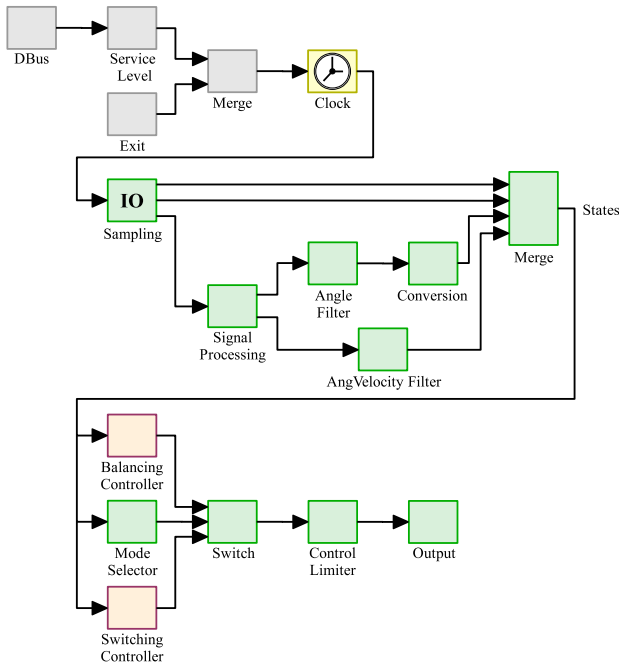 DBus
Service
Level
Merge
Clock
Exit
IO
Sampling
States
Merge
Angle
Filter
Conversion
Signal
Processing
AngVelocity Filter
Balancing
Controller
Mode
Selector
Switch
Control
Limiter
Output
Switching
Controller